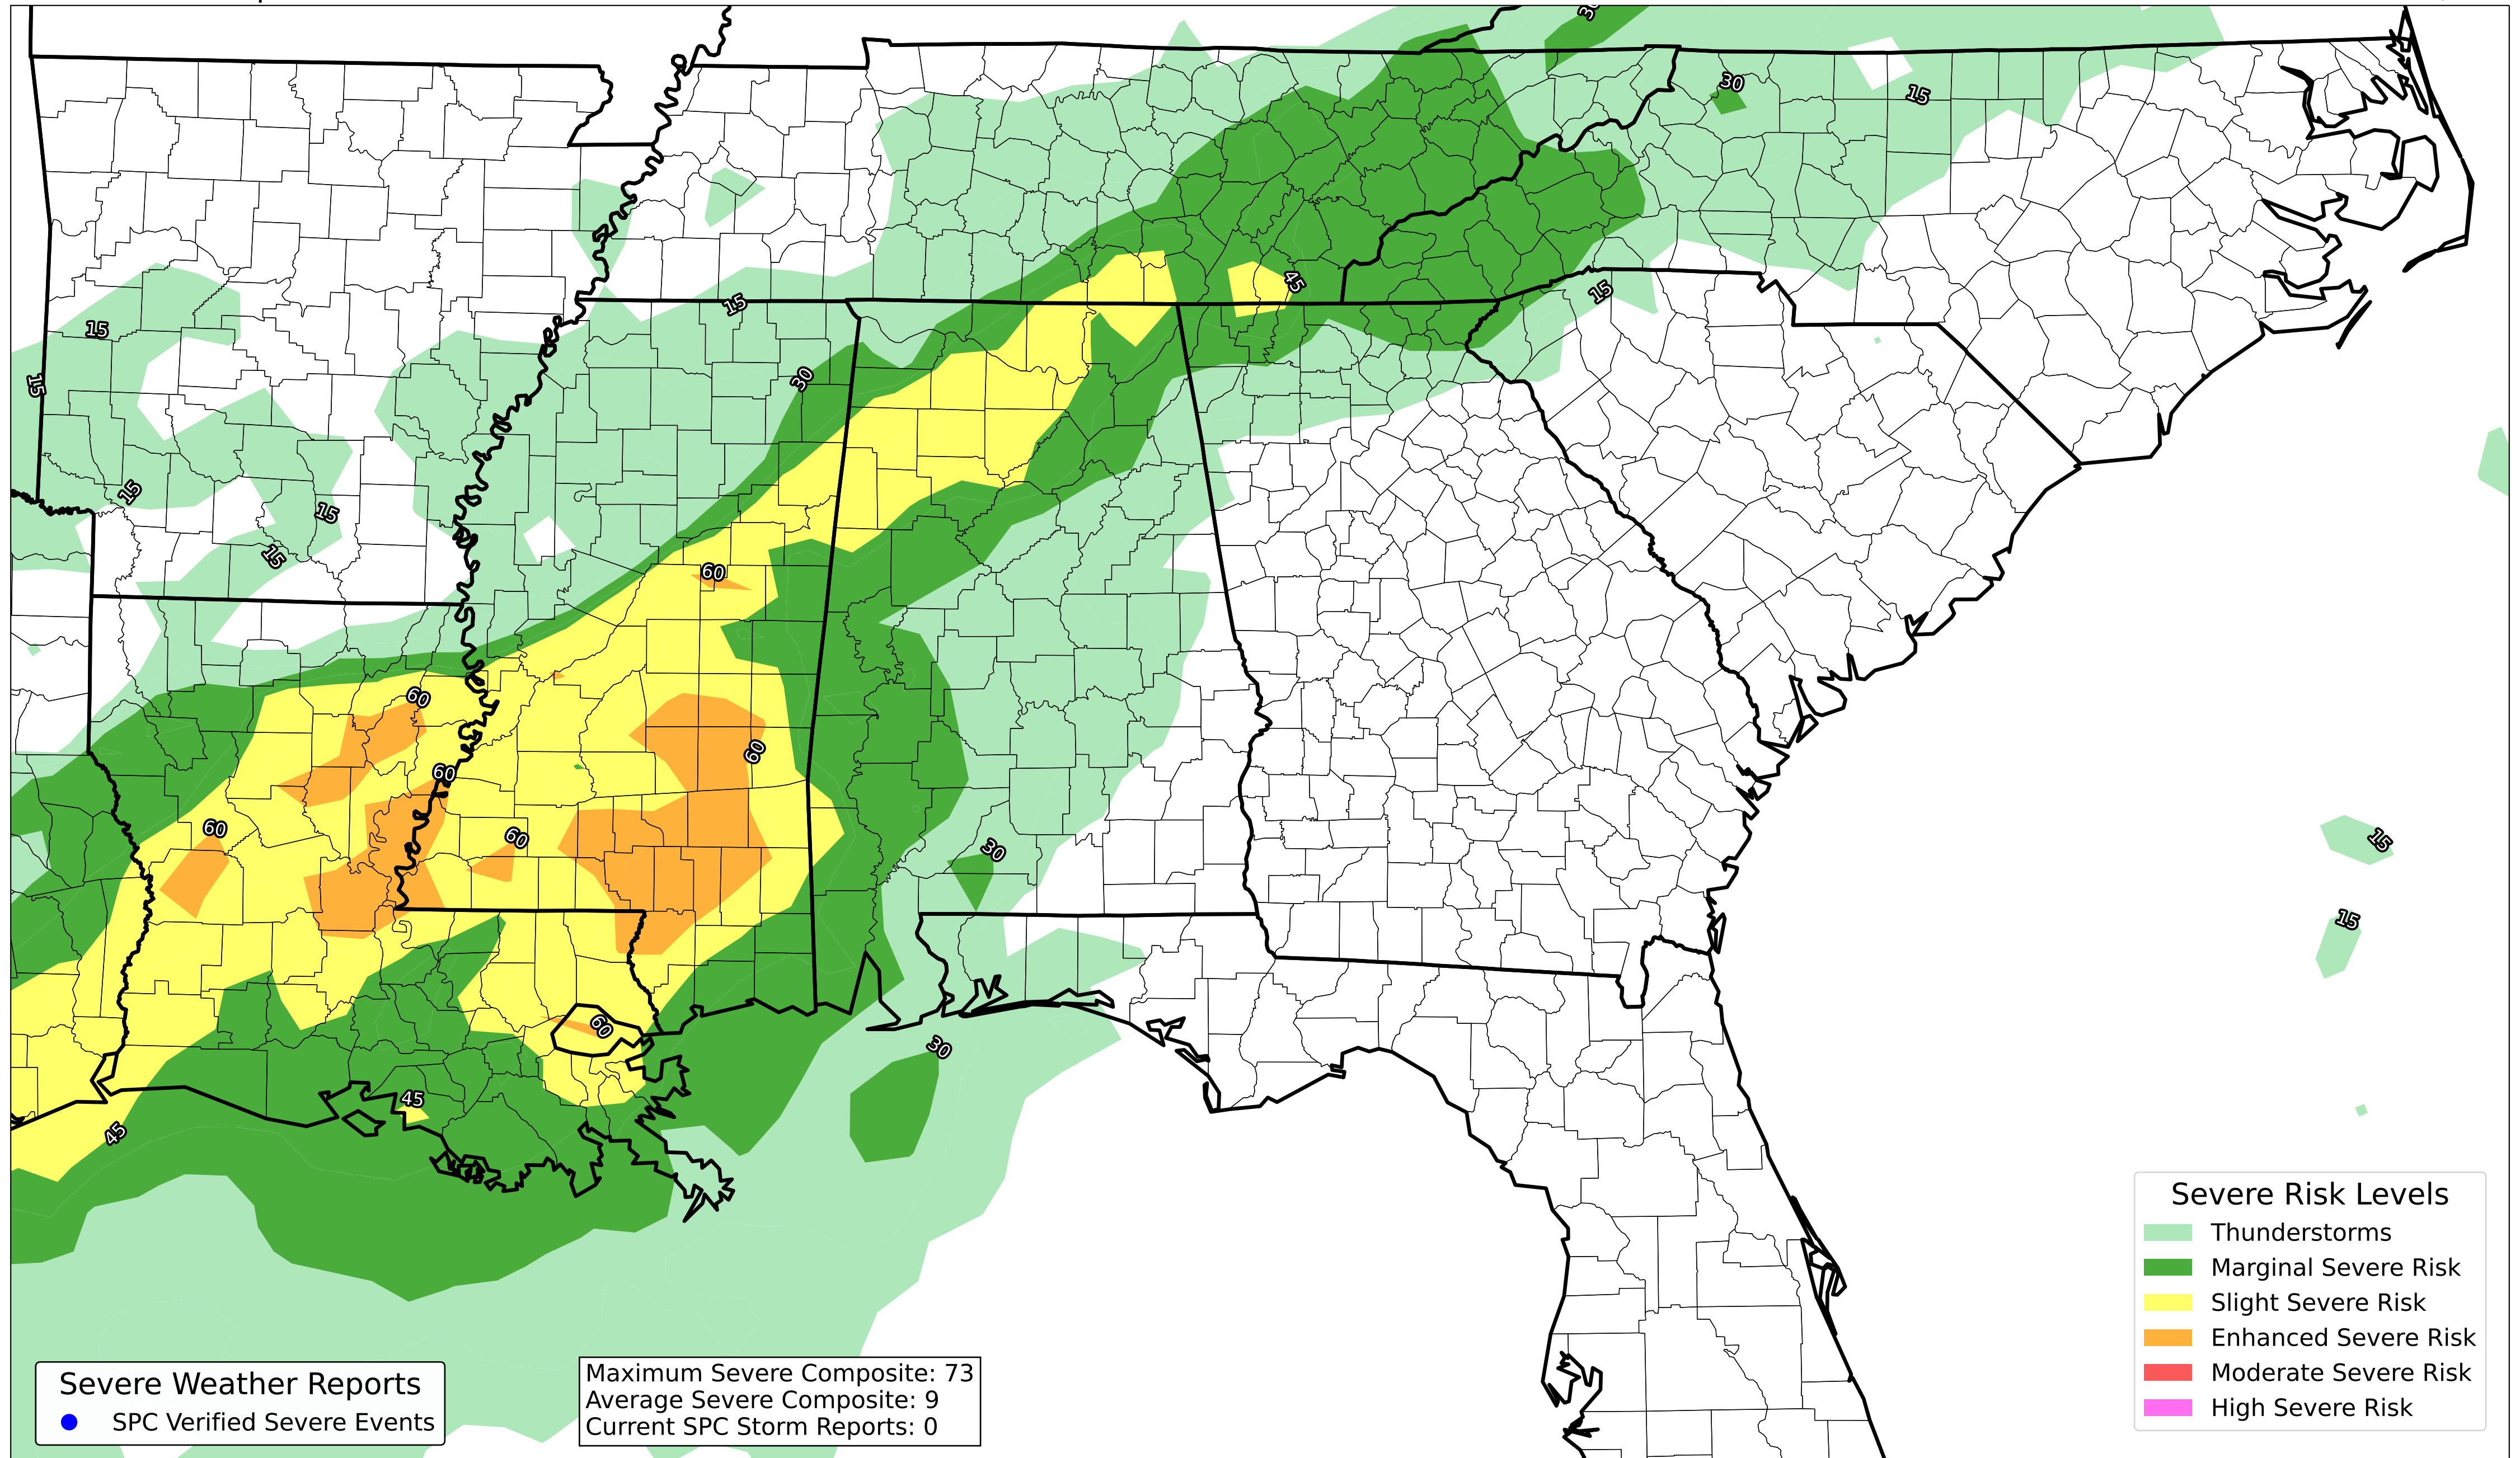 30
30
15
15
45
15
15
30
15
15
15
15
60
60
60
60
60
60
30
15
15
60
30
45
45
Severe Risk Levels
Thunderstorms
Marginal Severe Risk
Slight Severe Risk
Enhanced Severe Risk
Moderate Severe Risk
High Severe Risk
Severe Weather Reports
SPC Verified Severe Events
Maximum Severe Composite: 73
Average Severe Composite: 9
Current SPC Storm Reports: 0